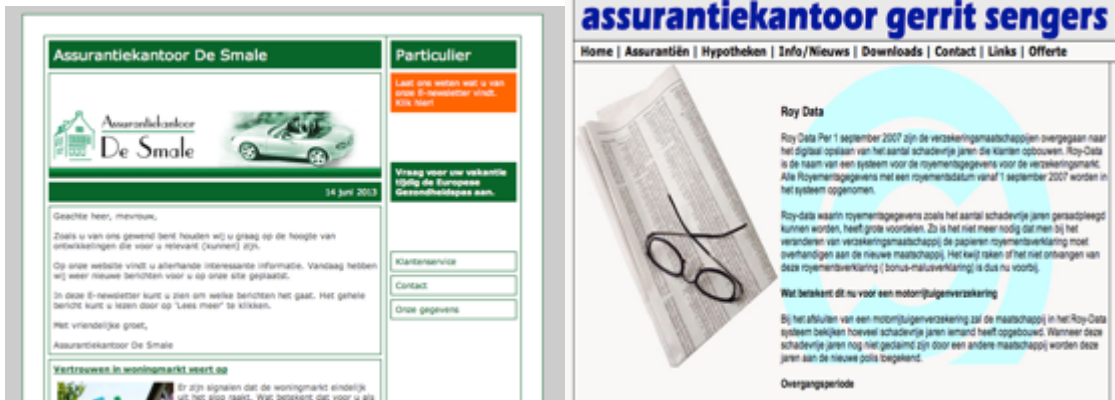 Assurantiekantoor De Smale
Assurantiekantoor
De Smale
14 juni 2013
Geachte heer, mevrouw,
Zoals u van ons gewend bent houden wij u graag op de hoogte van
ontwikkelingen die voor u relevant (kunnen) zijn.
Op onze website vindt u allerhande interessante informatie. Vandaag hebben
wij weer nieuwe berichten voor u op onze site geplaatst.
In deze E-newsletter kunt u zien om welke berichten het gaat. Het gehele
bericht kunt u lezen door op 'Lees meer' te klikken.
Met vriendelijke groet,
Assurantiekantoor De Smale
Vertrouwen in woningmarkt weert op
Er zijn signalen dat de woningmarkt eindelijk
uit het slop raakt. Wat betekent dat voor u als
Particulier
Laat ons weten wat u van
onze E-newsletter vindt.
Klik hier!
Vraag voor uw vakantie
tijdig de Europese
Gezondheidspas aan.
Klantenservice
Contact
Onze gegevens
assurantiekantoor gerrit sengers
Home | Assurantiën | Hypotheken | Info/Nieuws | Downloads | Contact | Links | Offerte
Roy Data
Roy Data Per 1 september 2007 zijn de verzekeringsmaatschappijen overgegaan naar
het digitaal opslaan van het aantal schadevrije jaren die klanten opbouwen. Roy-Data
is de naam van een systeem voor de royementsgegevens voor de verzekeringsmarkt.
Alle Royementsgegevens met een royementsdatum vanaf 1 september 2007 worden in
het systeem opgenomen.
Roy-data waarin royementsgegevens zoals het aantal schadevrije jaren geraadpleegd
kunnen worden, heeft grote voordelen. Zo is het niet meer nodig dat men bij het
veranderen van verzekeringsmaatschappij de papieren royementsverklaring moet
overhandigen aan de nieuwe maatschappij. Het kwijt raken of het niet ontvangen van
deze royementsverklaring ( bonus-malusverklaring) is dus nu voorbij.
Wat betekent dit nu voor een motorrijtuigenverzekering
Bij het afsluiten van een motorrijtuigenverzekering zal de maatschappij in het Roy-Data
systeem bekijken hoeveel schadevrije jaren iemand heeft opgebouwd. Wanneer deze
schadevrije jaren nog niet geclaimd zijn door een andere maatschappij worden deze
jaren aan de nieuwe polis toegekend.
Overgangsperiode